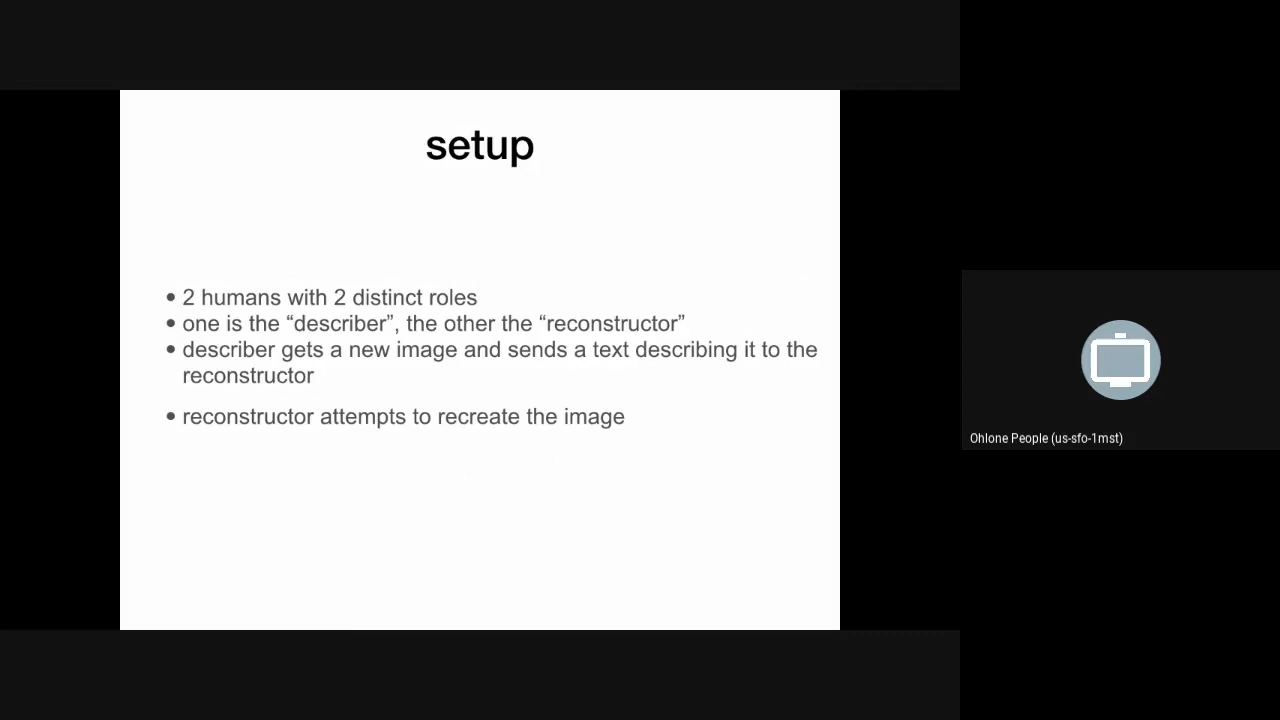 setup
• 2 humans with 2 distinct roles
• one is the “describer”, the other the “reconstructor”
• describer gets a new image and sends a text describing it to the
reconstructor
• reconstructor attempts to recreate the image
Ohlone People (us-sfo-1mst)